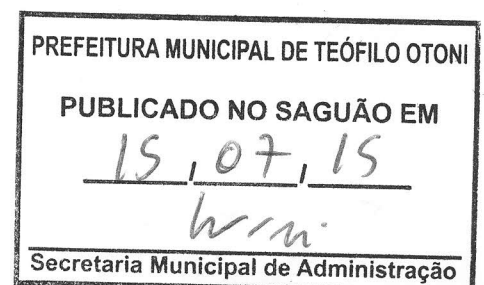 PREFEITURA MUNICIPAL DE TEÓFILO OTONI
PUBLICADO NO SAGUÃO EM
15, 07, 15
Secretaria Municipal de Administração